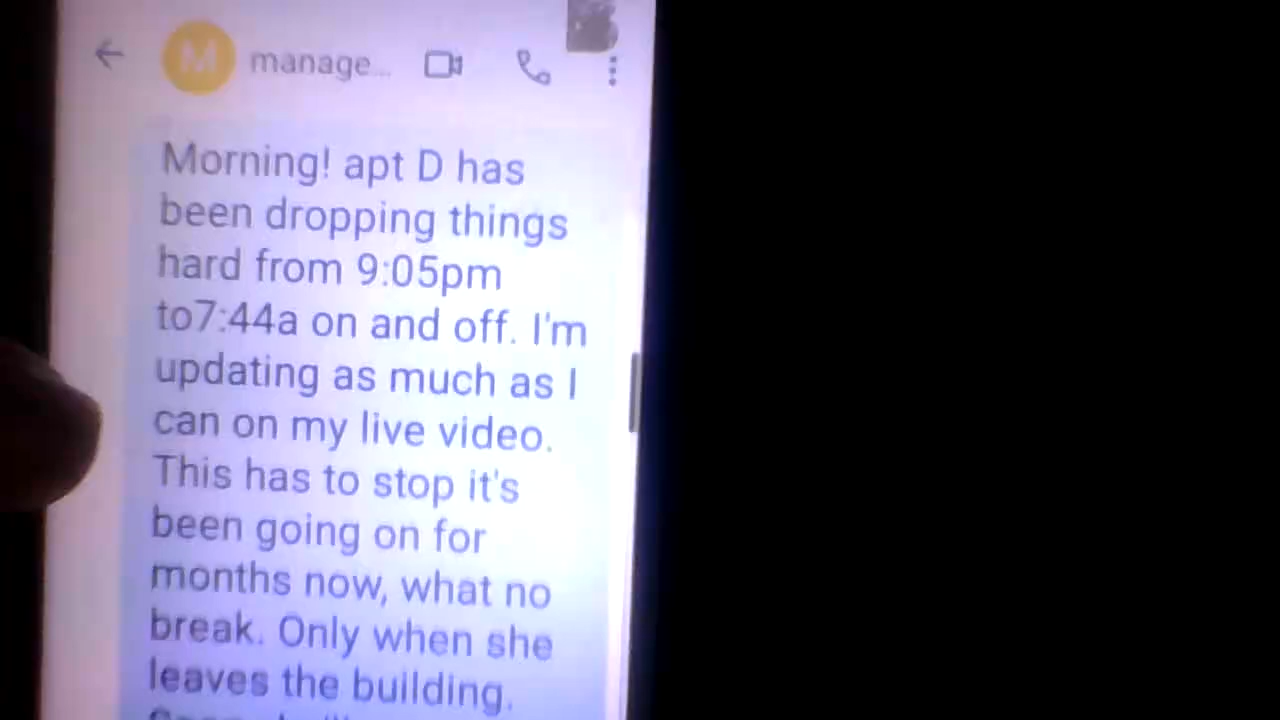 M manage...
Morning! apt D has
been dropping things
hard from 9:05pm
to7:44a on and off. I'm
updating as much as I
can on my live video.
This has to stop it's
been going on for
months now, what no
break. Only when she
leaves the building.